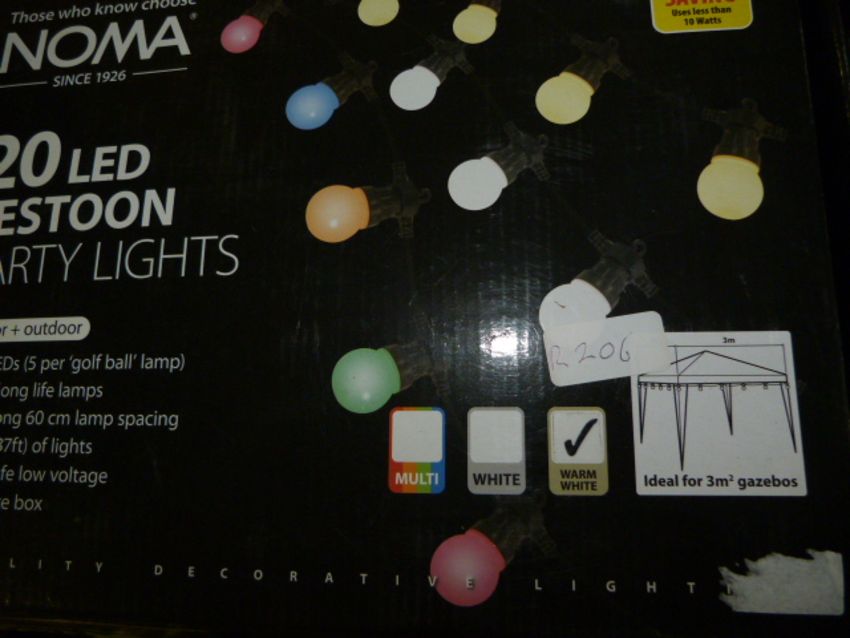 Those who know choose
NOMA®
SINCE 1926
SAVING
Uses less than
10 Watts
20 LED
ESTOON
ARTY LIGHTS
or + outdoor
EDs (5 per 'golf ball' lamp)
long life lamps
ong 60 cm lamp spacing
37ft) of lights
fe low voltage
e box
R206
3m
MULTI
WHITE
WARM
WHITE
Ideal for 3m² gazebos
LITY DECORATIVE LIGHT